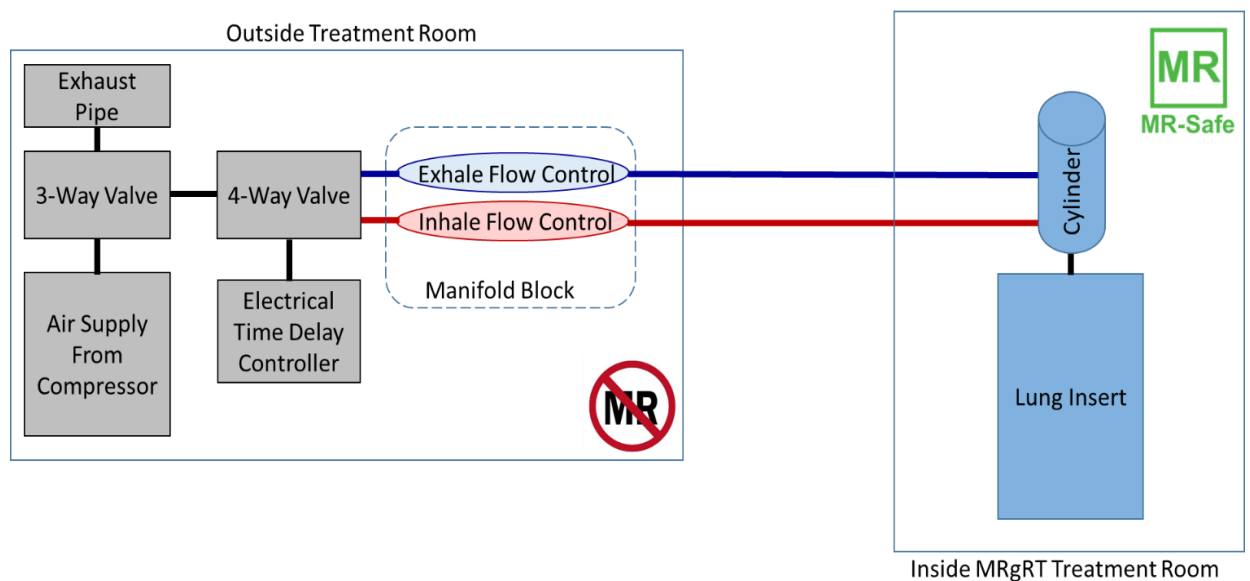 Outside Treatment Room
Exhaust
Pipe
3-Way Valve
4-Way Valve
Exhale Flow Control
Inhale Flow Control
Manifold Block
Air Supply
From
Compressor
Electrical
Time Delay
Controller
MR
MR
MR-Safe
Cylinder
Lung Insert
Inside MRgRT Treatment Room